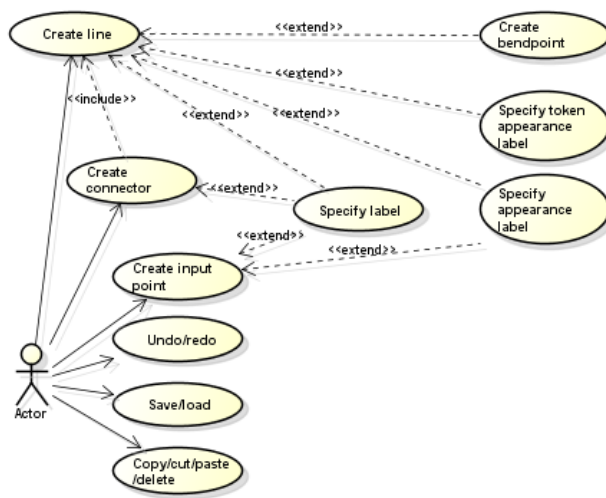 Create line
<<extend>>
Create
bendpoint
<<extend>>
<<include>>
<<extend>>
<<extend>>
Specify token
appearance
label
Create
connector
<<extend>>
Specify label
Specify
appearance
label
<<extend>>
<<extend>>
Create input
point
Undo/redo
Actor
Save/load
Copy/cut/paste
/delete